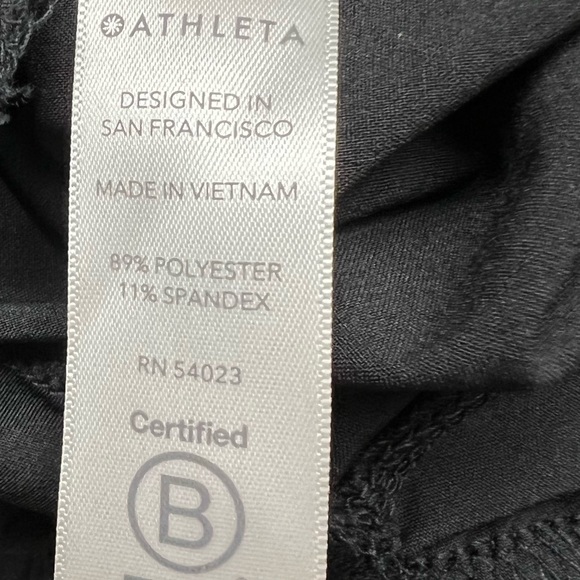 ATHLETA
DESIGNED IN
SAN FRANCISCO
MADE IN VIETNAM
89% POLYESTER
11% SPANDEX
RN 54023
Certified
B